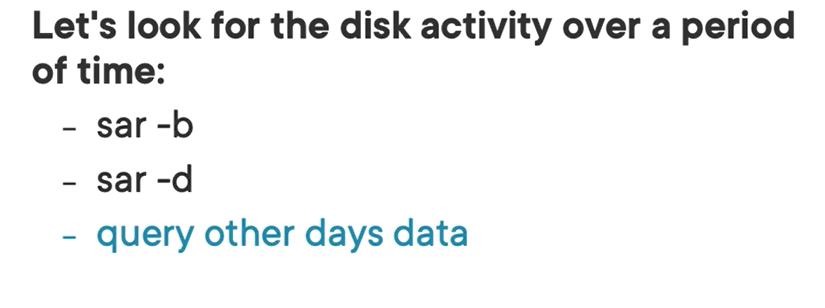 Let's look for the disk activity over a period
of time:
- sar -b
- sar -d
- query other days data